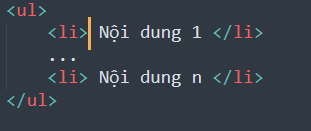 <ul>
<li> Nội dung 1 </li>
...
<li> Nội dung n </li>
</ul>